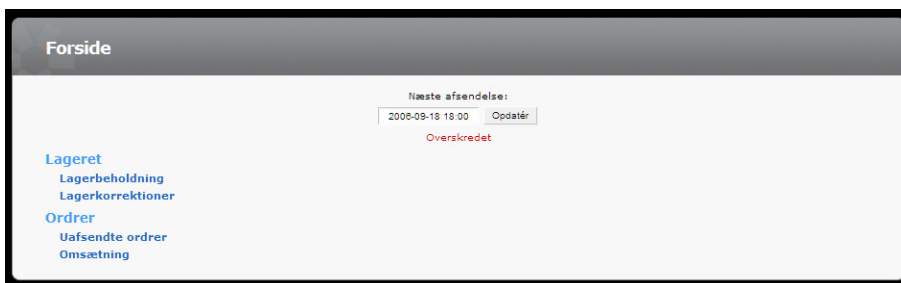 Forside
Næste afsendelse:
2006-09-18 18:00 Opdatér
Overskredet
Lageret
Lagerbeholdning
Lagerkorrektioner
Ordrer
Uafsendte ordrer
Omsætning